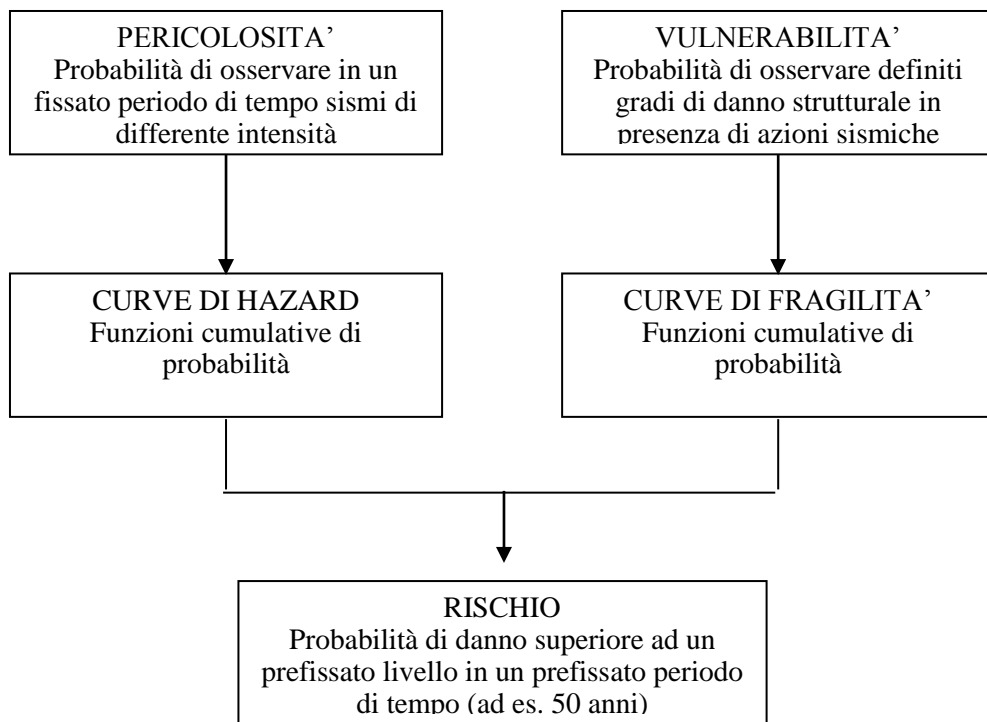 PERICOLOSITA’
Probabilità di osservare in un
fissato periodo di tempo sismi di
differente intensità
VULNERABILITA’
Probabilità di osservare definiti
gradi di danno strutturale in
presenza di azioni sismiche
CURVE DI HAZARD
Funzioni cumulative di
probabilità
CURVE DI FRAGILITA’
Funzioni cumulative di
probabilità
RISCHIO
Probabilità di danno superiore ad un
prefissato livello in un prefissato periodo
di tempo (ad es. 50 anni)